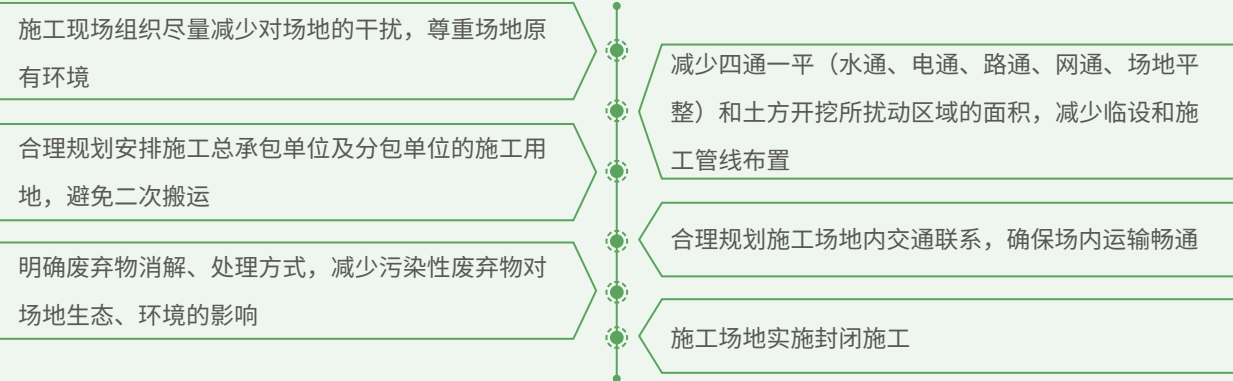 施工现场组织尽量减少对场地的干扰，尊重场地原
有环境
减少四通一平（水通、电通、路通、网通、场地平
整）和土方开挖所扰动区域的面积，减少临设和施
工管线布置
合理规划安排施工总承包单位及分包单位的施工用
地，避免二次搬运
合理规划施工场地内交通联系，确保场内运输畅通
明确废弃物消解、处理方式，减少污染性废弃物对
场地生态、环境的影响
施工场地实施封闭施工